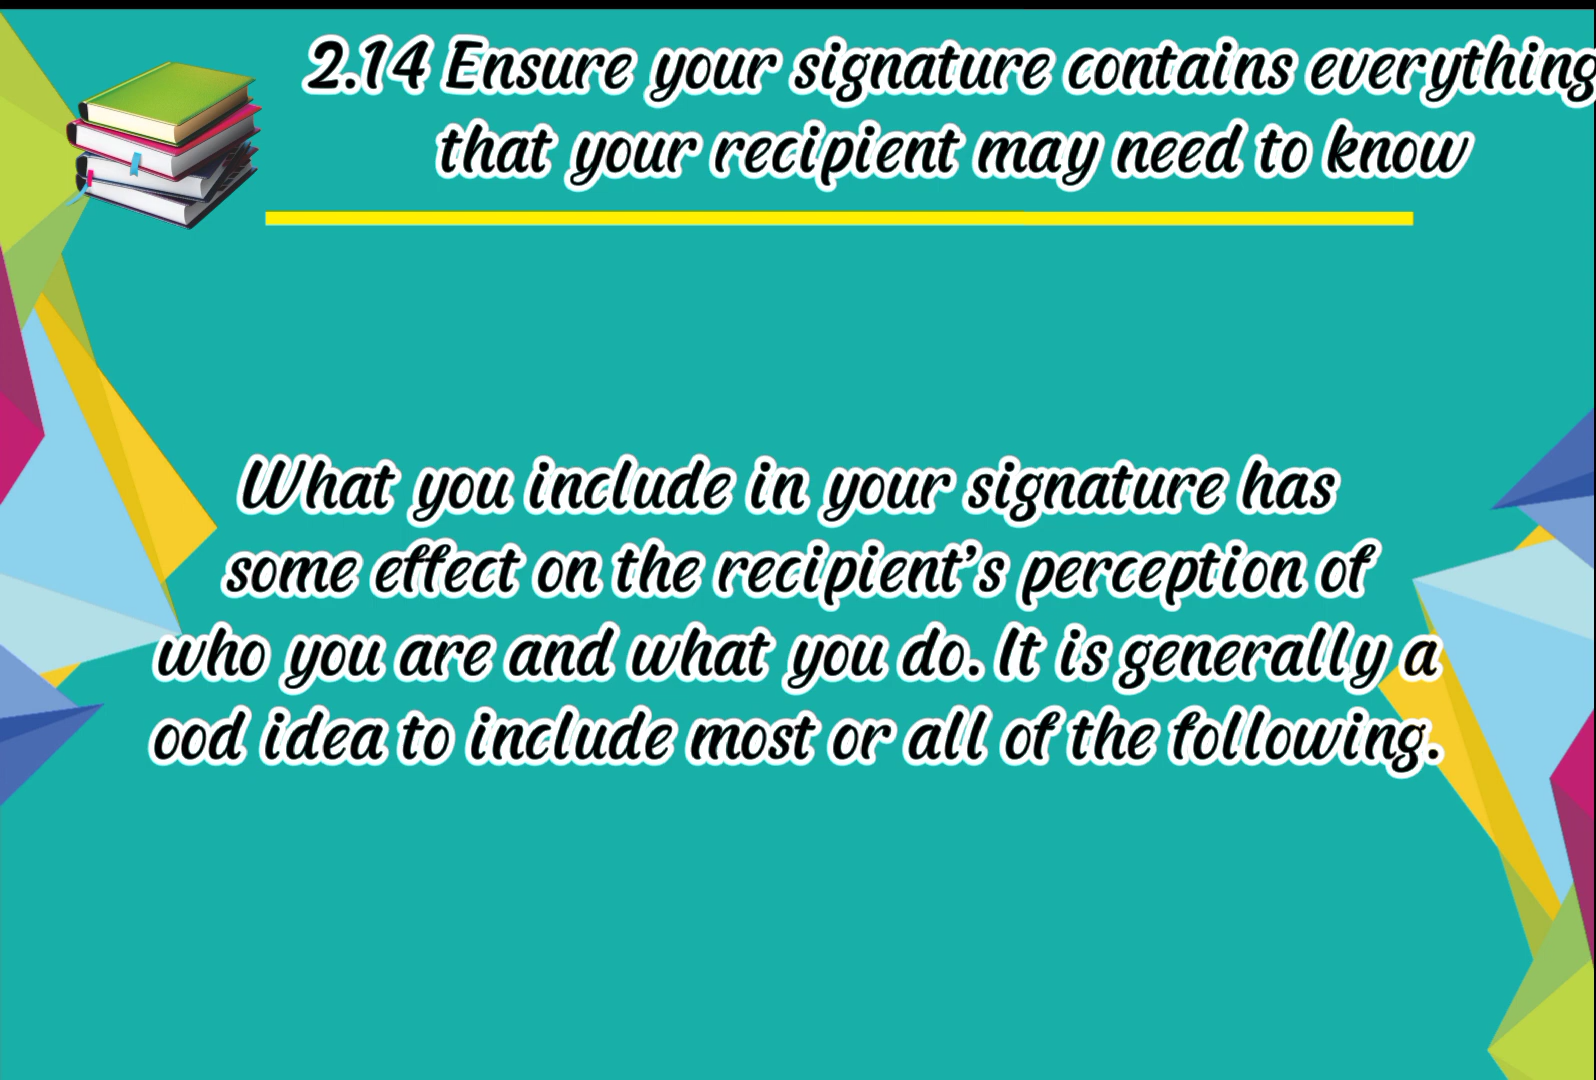 2.14 Ensure your signature contains everything
that your recipient may need to know
What you include in your signature has
some effect on the recipient's perception of
who you are and what you do. It is generally a
ood idea to include most or all of the following.